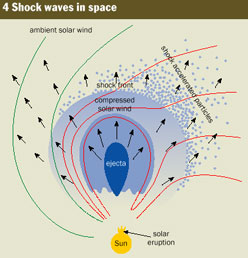 4 Shock waves in space
ambient solar wind
shock accelerated particles
shock front
compressed
solar wind
ejecta
Sun
solar
eruption